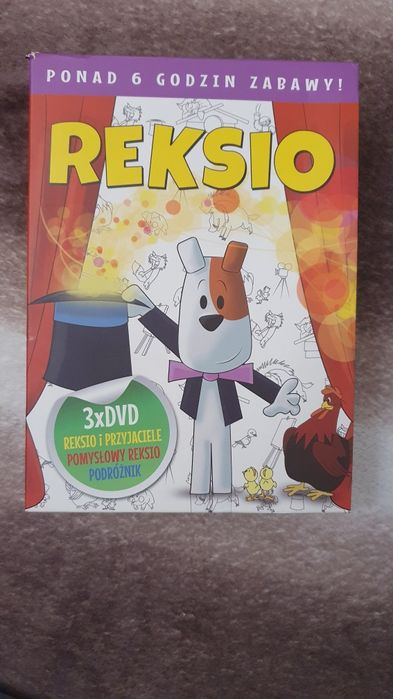 PONAD 6 GODZIN ZABAWY!
REKSIO
3xDVD
REKSIO i PRZYJACIELE
POMYSŁOWY REKSIO
PODRÓŻNIK